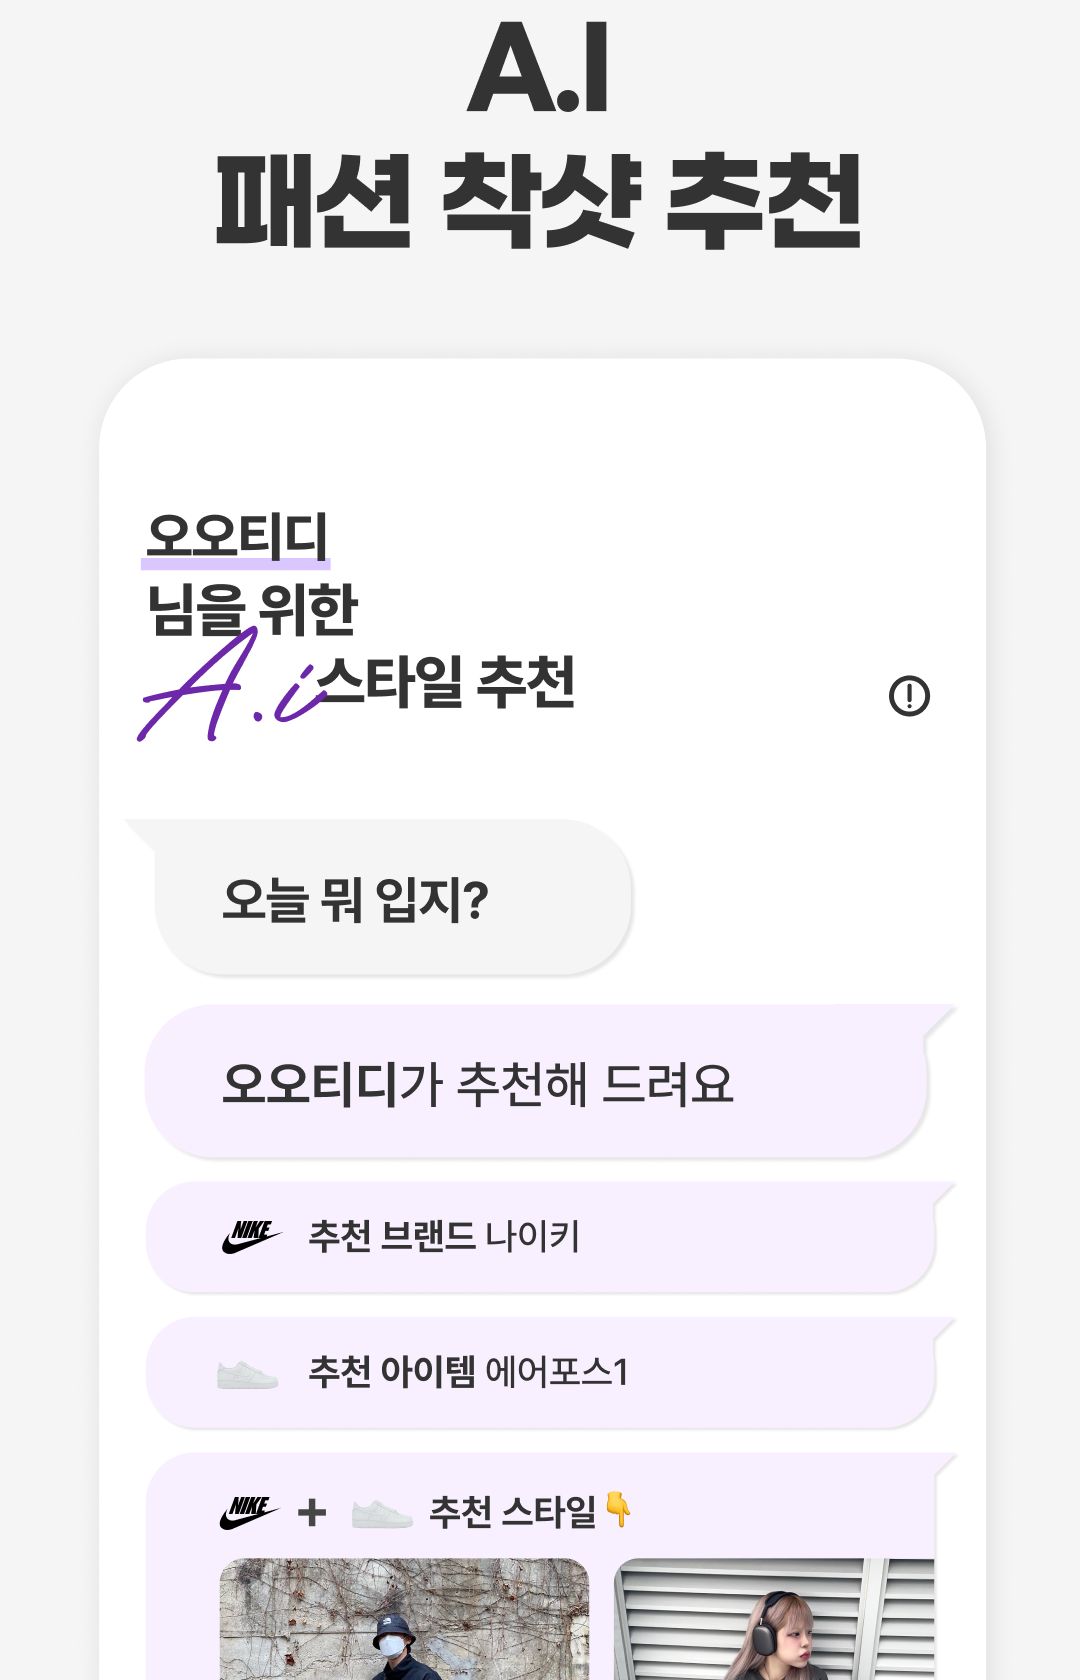 A.I
패션 착샷 추천
오오티디
님을 위한
A.i 스타일 추천
오늘 뭐 입지?
오오티디가 추천해 드려요
NIKE 추천 브랜드 나이키
추천 아이템 에어포스1
NIKE + 추천 스타일👇